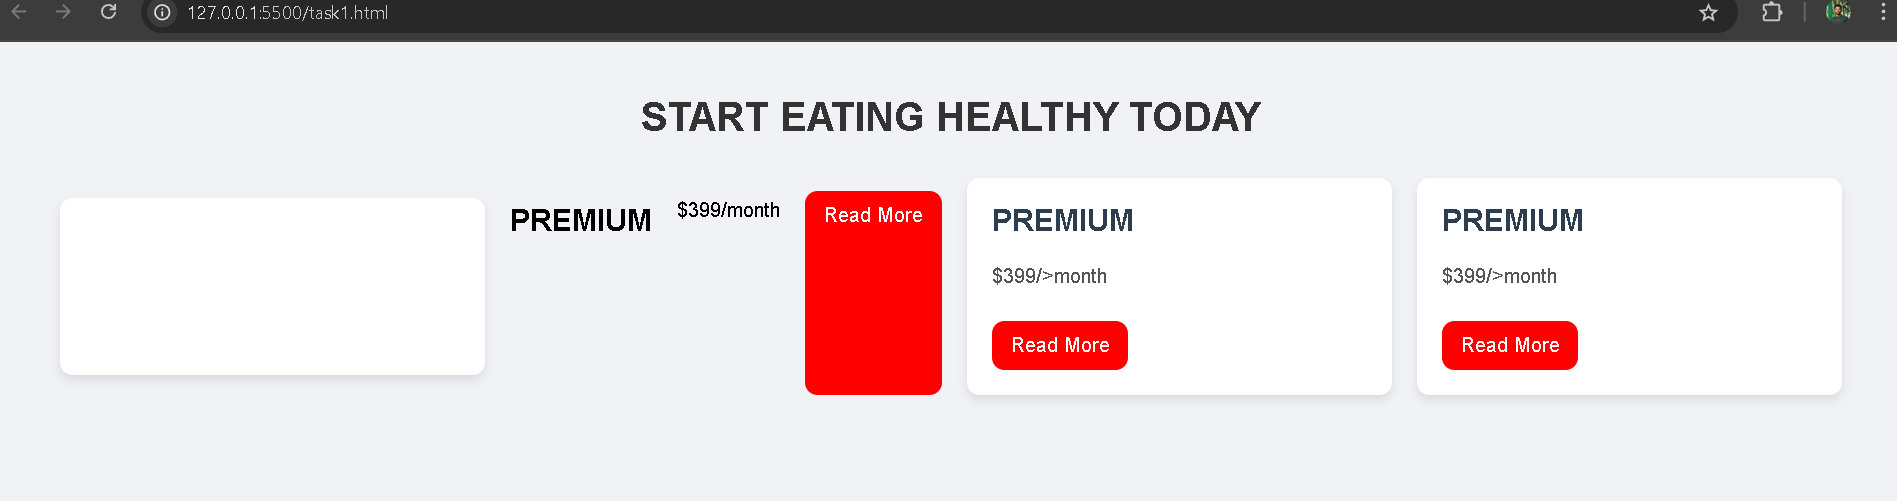 127.0.0.1:5500/task1.html
START EATING HEALTHY TODAY
PREMIUM
$399/month
Read More
PREMIUM
$399/>month
Read More
PREMIUM
$399/>month
Read More